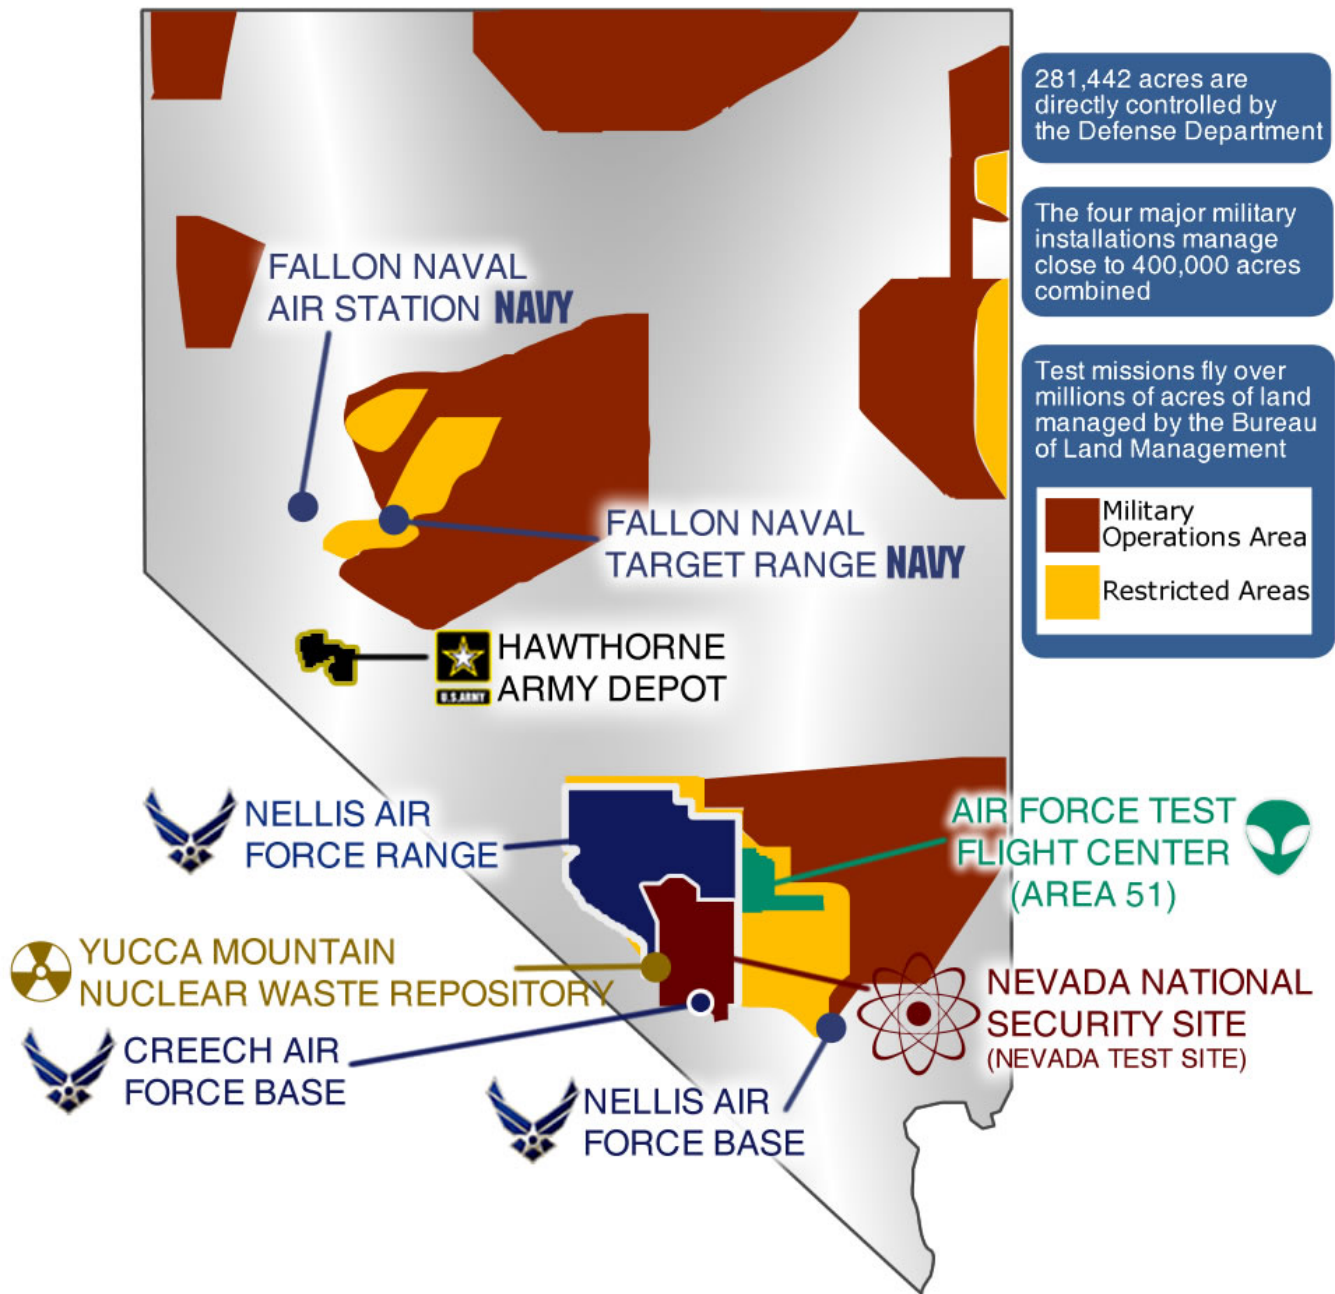 281,442 acres are
directly controlled by
the Defense Department
The four major military
installations manage
close to 400,000 acres
combined
Test missions fly over
millions of acres of land
managed by the Bureau
of Land Management
Military
Operations Area
Restricted Areas
FALLON NAVAL
AIR STATION NAVY
FALLON NAVAL
TARGET RANGE NAVY
HAWTHORNE
ARMY DEPOT
U.S.ARMY
NELLIS AIR
FORCE RANGE
AIR FORCE TEST
FLIGHT CENTER
(AREA 51)
YUCCA MOUNTAIN
NUCLEAR WASTE REPOSITORY
NEVADA NATIONAL
SECURITY SITE
(NEVADA TEST SITE)
CREECH AIR
FORCE BASE
NELLIS AIR
FORCE BASE